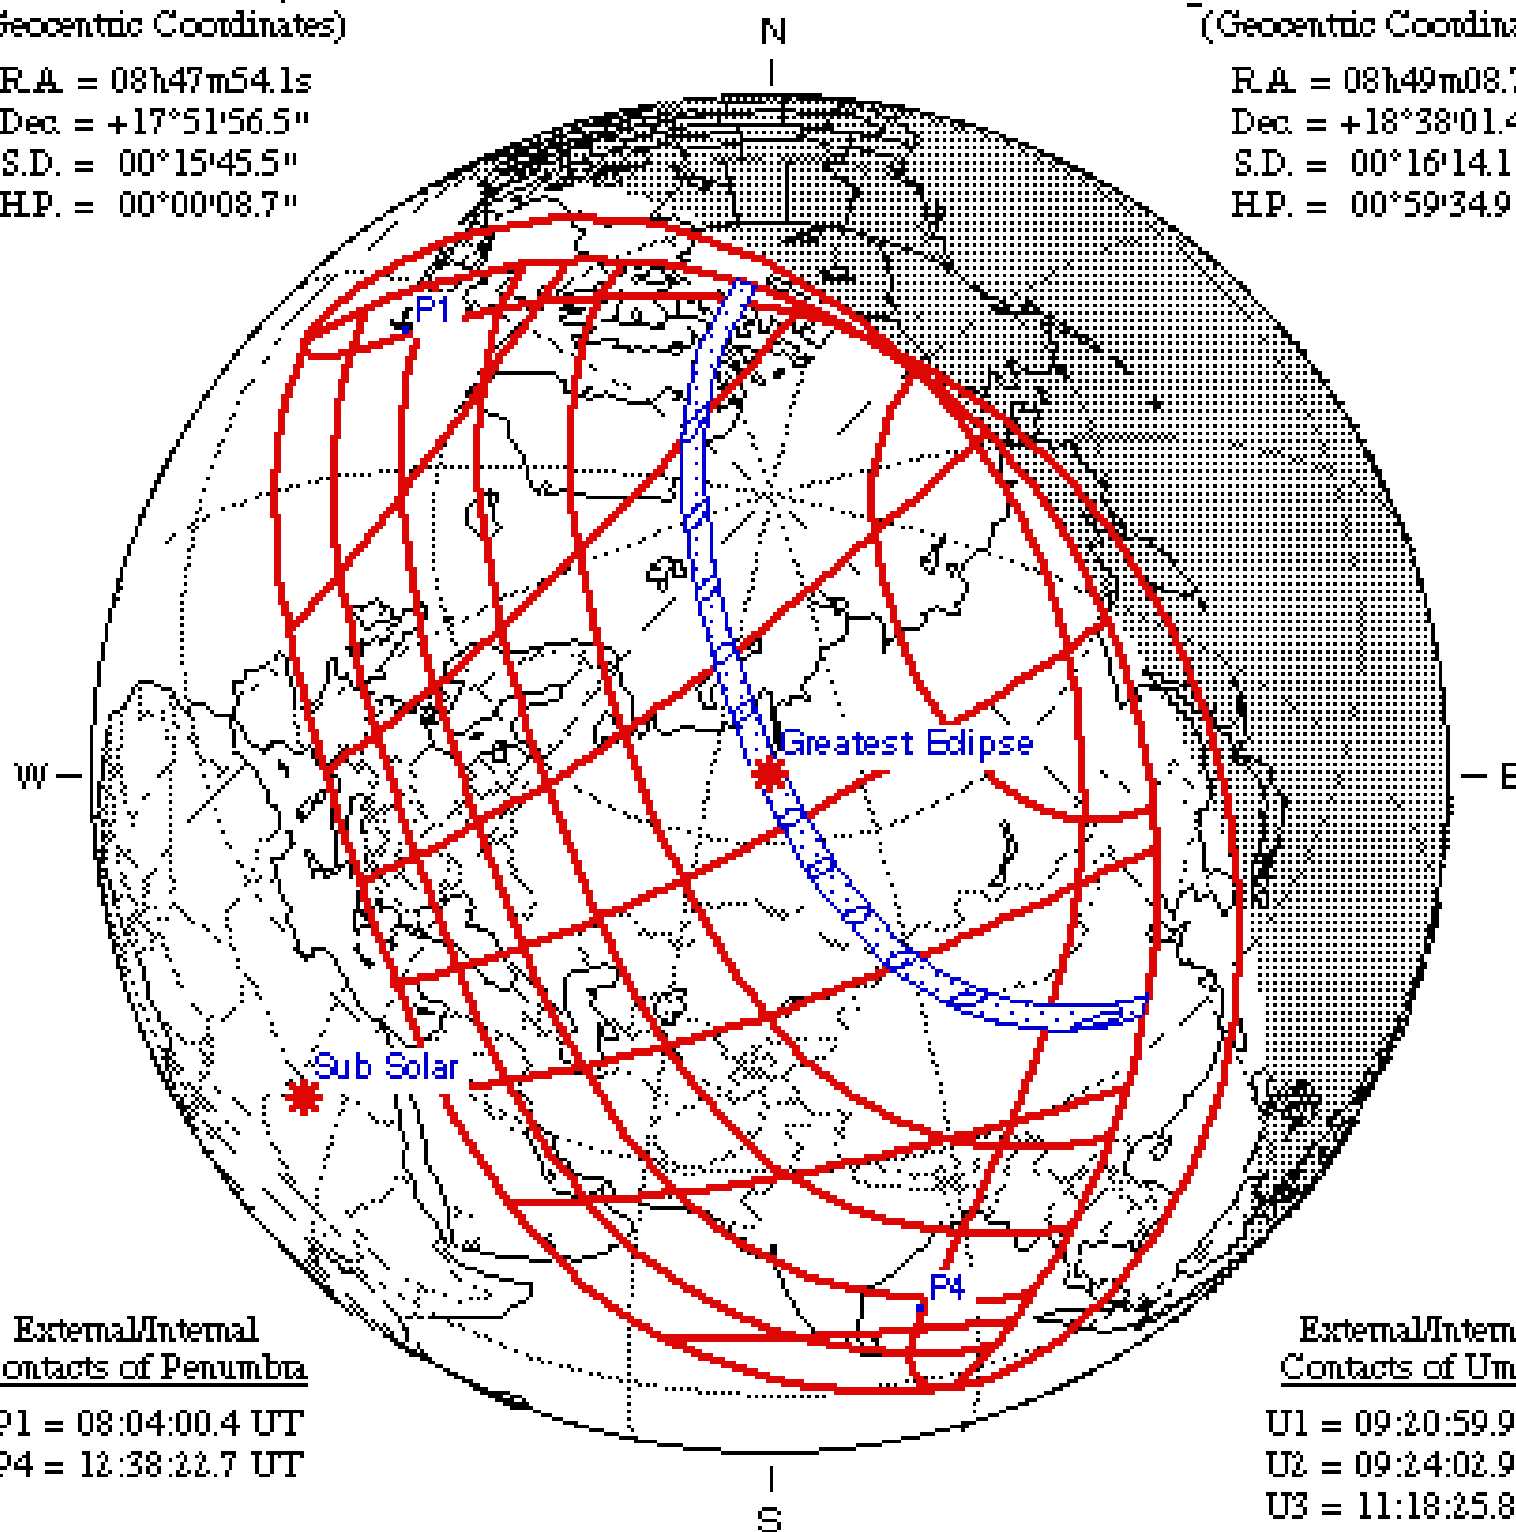 Geocentric Coordinates)
R.A. = 08h47m54.1s
Dec. = +17°51'56.5"
S.D. = 00°15'45.5"
H.P. = 00°00'08.7"
N
(Geocentric Coordina
R.A. = 08h49m08.7
Dec. = +18°38'01.4
S.D. = 00°16'14.1
H.P. = 00°59'34.9
P1
Greatest Eclipse
W
E
Sub Solar
P4
External/Internal
ontacts of Penumbra
P1 = 08:04:00.4 UT
P4 = 12:38:22.7 UT
External/Intern
Contacts of Um
U1 = 09:20:59.9
U2 = 09:24:02.9
U3 = 11:18:25.8
S